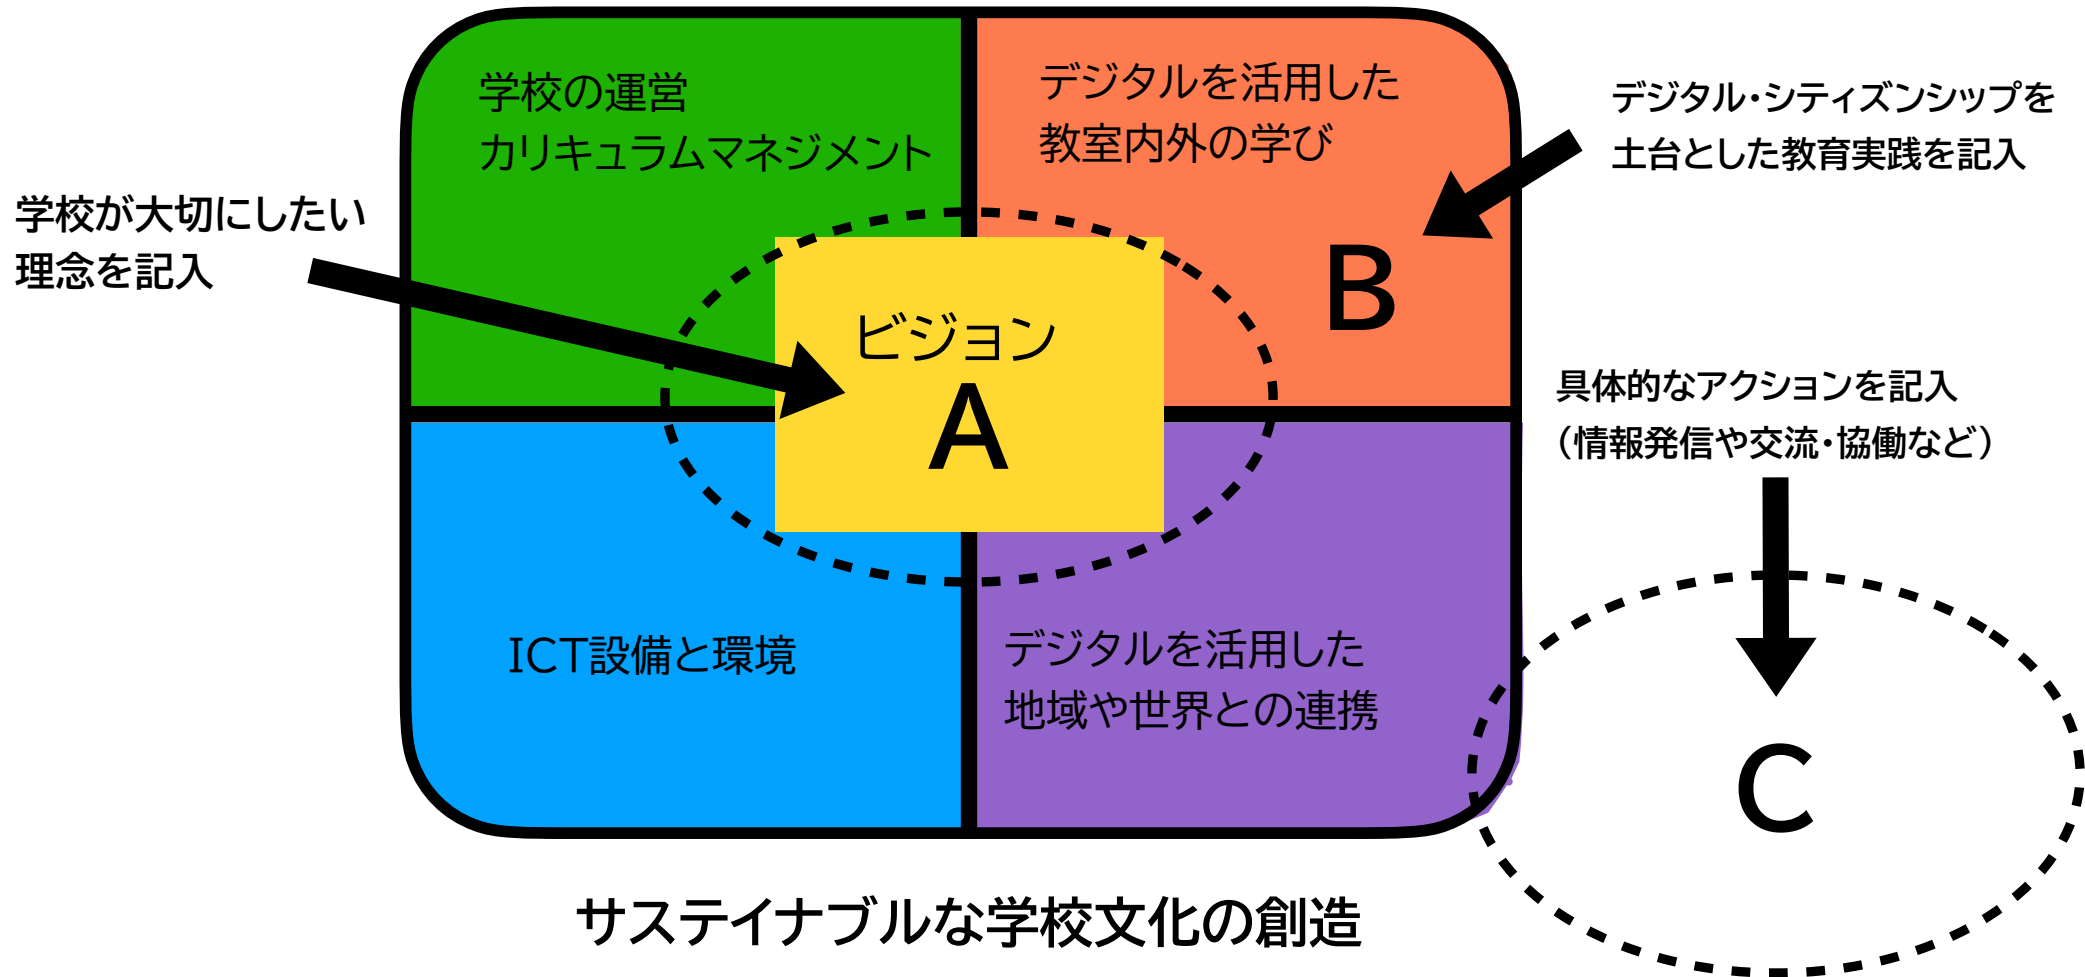 学校の運営
カリキュラムマネジメント
デジタルを活用した
教室内外の学び
デジタル・シティズンシップを
土台とした教育実践を記入
学校が大切にしたい
理念を記入
B
ビジョン
A
具体的なアクションを記入
（情報発信や交流・協働など）
ICT設備と環境
デジタルを活用した
地域や世界との連携
C
サステイナブルな学校文化の創造